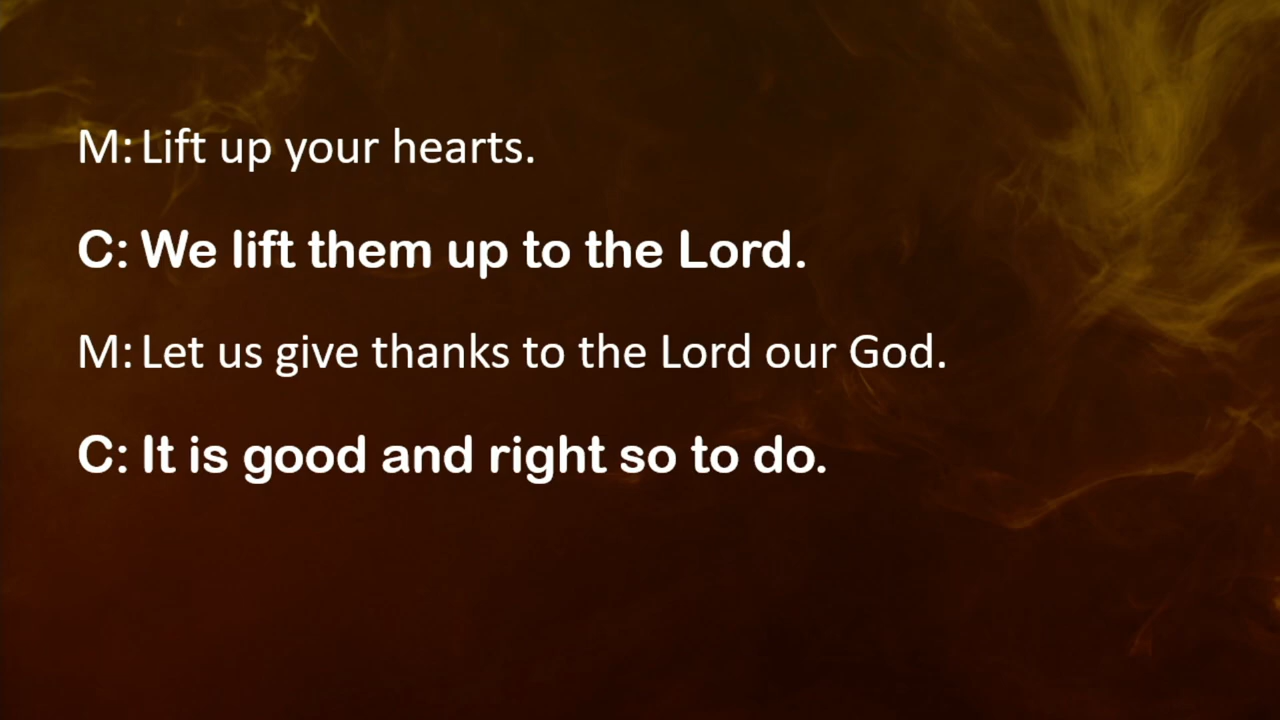 M: Lift up your hearts.
C: We lift them up to the Lord.
M: Let us give thanks to the Lord our God.
C: It is good and right so to do.